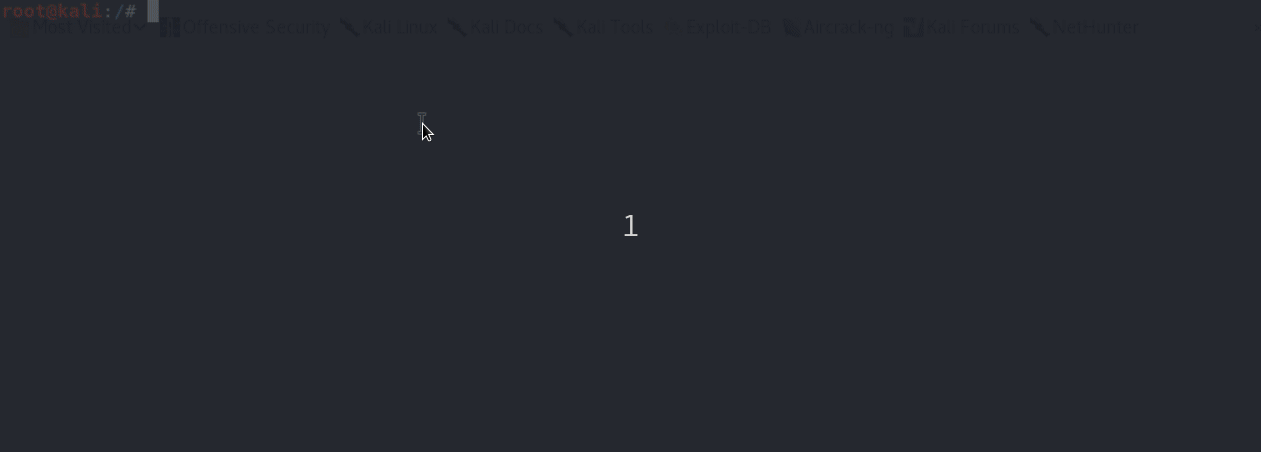 root@kali:/#
Most Visited Offensive Security Kali Linux Kali Docs Kali Tools Exploit-DB Aircrack-ng Kali Forums NetHunter
1